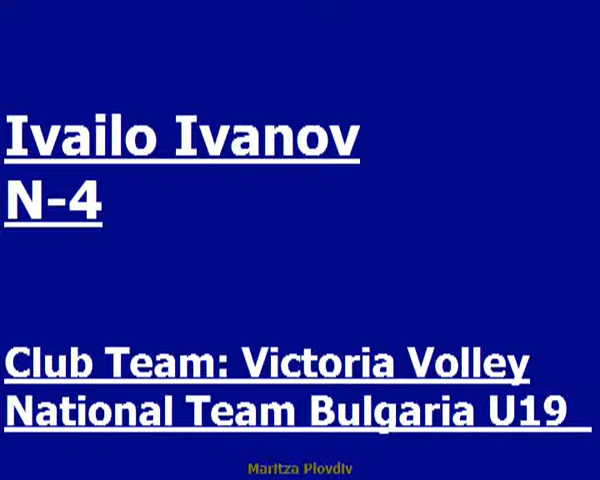 Ivailo Ivanov
N-4
Club Team: Victoria Volley
National Team Bulgaria U19
Maritza Plovdiv